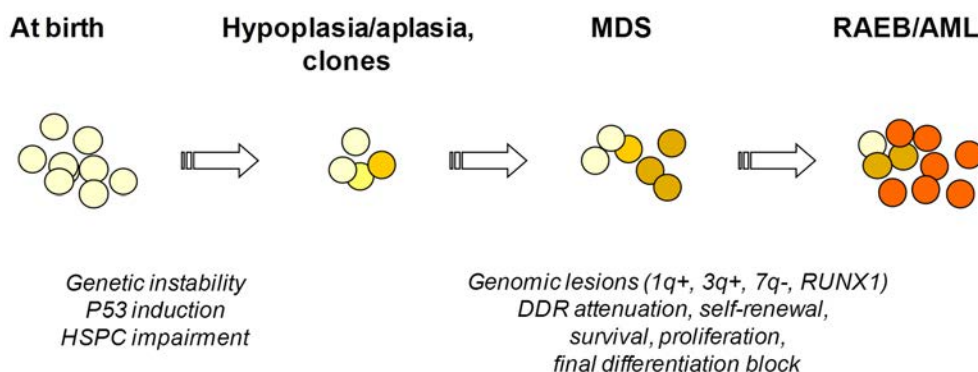 At birth
Hypoplasia/aplasia,
clones
MDS
RAEB/AML
Genetic instability
P53 induction
HSPC impairment
Genomic lesions (1q+, 3q+, 7q-, RUNX1)
DDR attenuation, self-renewal,
survival, proliferation,
final differentiation block